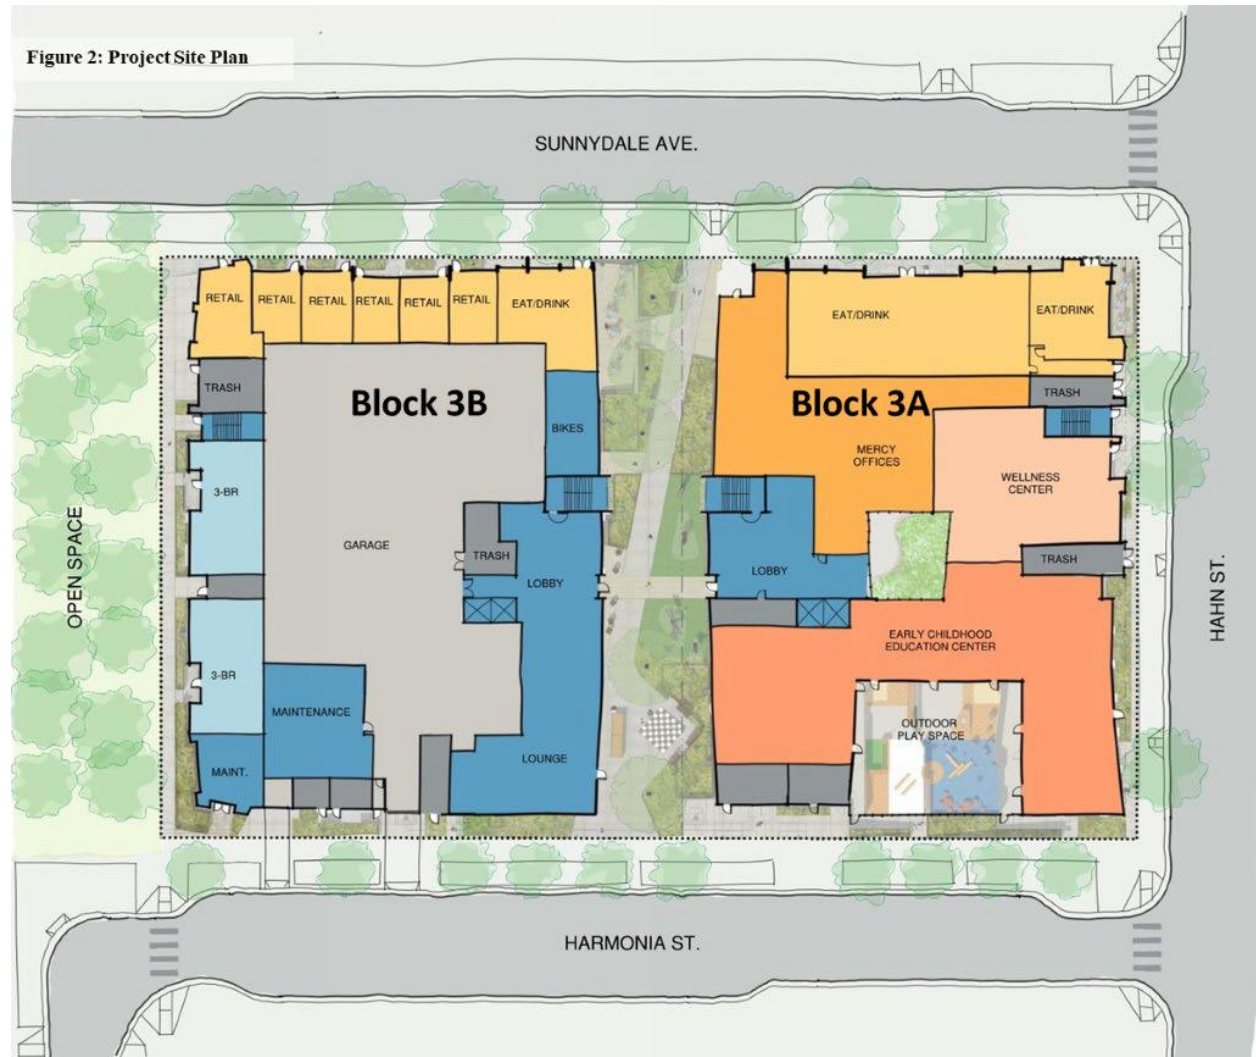 Figure 2: Project Site Plan
SUNNYDALE AVE.
RETAIL
RETAIL
RETAIL
RETAIL
RETAIL
RETAIL
EAT/DRINK
EAT/DRINK
EAT/DRINK
TRASH
Block 3B
BIKES
Block 3A
TRASH
MERCY
OFFICES
WELLNESS
CENTER
3-BR
GARAGE
TRASH
LOBBY
LOBBY
TRASH
OPEN SPACE
HAHN ST.
EARLY CHILDHOOD
EDUCATION CENTER
3-BR
MAINTENANCE
OUTDOOR
PLAY SPACE
MAINT.
LOUNGE
HARMONIA ST.